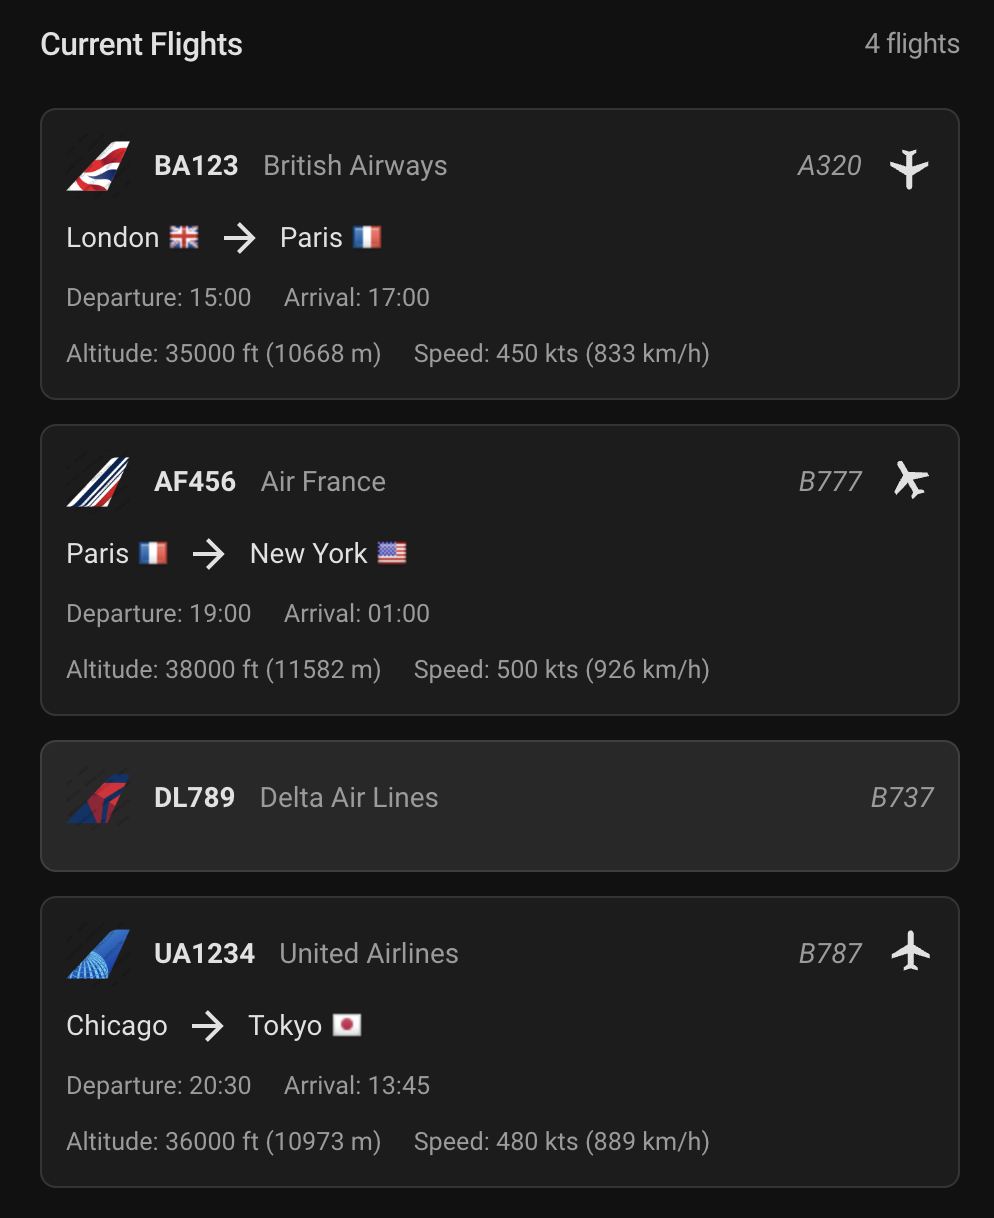 Current Flights 4 flights
BA123 British Airways A320
London 🇬🇧 → Paris 🇫🇷
Departure: 15:00 Arrival: 17:00
Altitude: 35000 ft (10668 m) Speed: 450 kts (833 km/h)
AF456 Air France B777
Paris 🇫🇷 → New York 🇺🇸
Departure: 19:00 Arrival: 01:00
Altitude: 38000 ft (11582 m) Speed: 500 kts (926 km/h)
DL789 Delta Air Lines B737
UA1234 United Airlines B787
Chicago → Tokyo 🇯🇵
Departure: 20:30 Arrival: 13:45
Altitude: 36000 ft (10973 m) Speed: 480 kts (889 km/h)